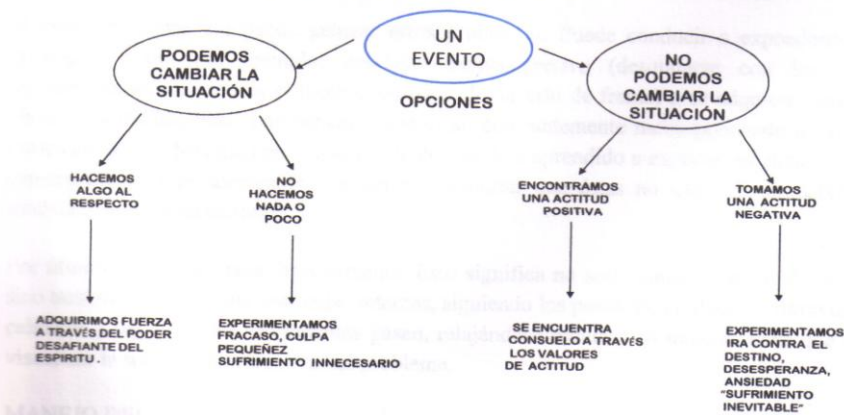 UN
EVENTO
OPCIONES
PODEMOS
CAMBIAR LA
SITUACIÓN
NO
PODEMOS
CAMBIAR LA
SITUACIÓN
HACEMOS
ALGO AL
RESPECTO
NO
HACEMOS
NADA O
POCO
ENCONTRAMOS
UNA ACTITUD
POSITIVA
TOMAMOS
UNA ACTITUD
NEGATIVA
ADQUIRIMOS FUERZA
A TRAVÉS DEL PODER
DESAFIANTE DEL
ESPIRITU .
EXPERIMENTAMOS
FRACASO, CULPA
PEQUEÑEZ
SUFRIMIENTO INNECESARIO
SE ENCUENTRA
CONSUELO A TRAVÉS
LOS VALORES
DE ACTITUD
EXPERIMENTAMOS
IRA CONTRA EL
DESTINO,
DESESPERANZA,
ANSIEDAD
"SUFRIMIENTO
INEVITABLE"